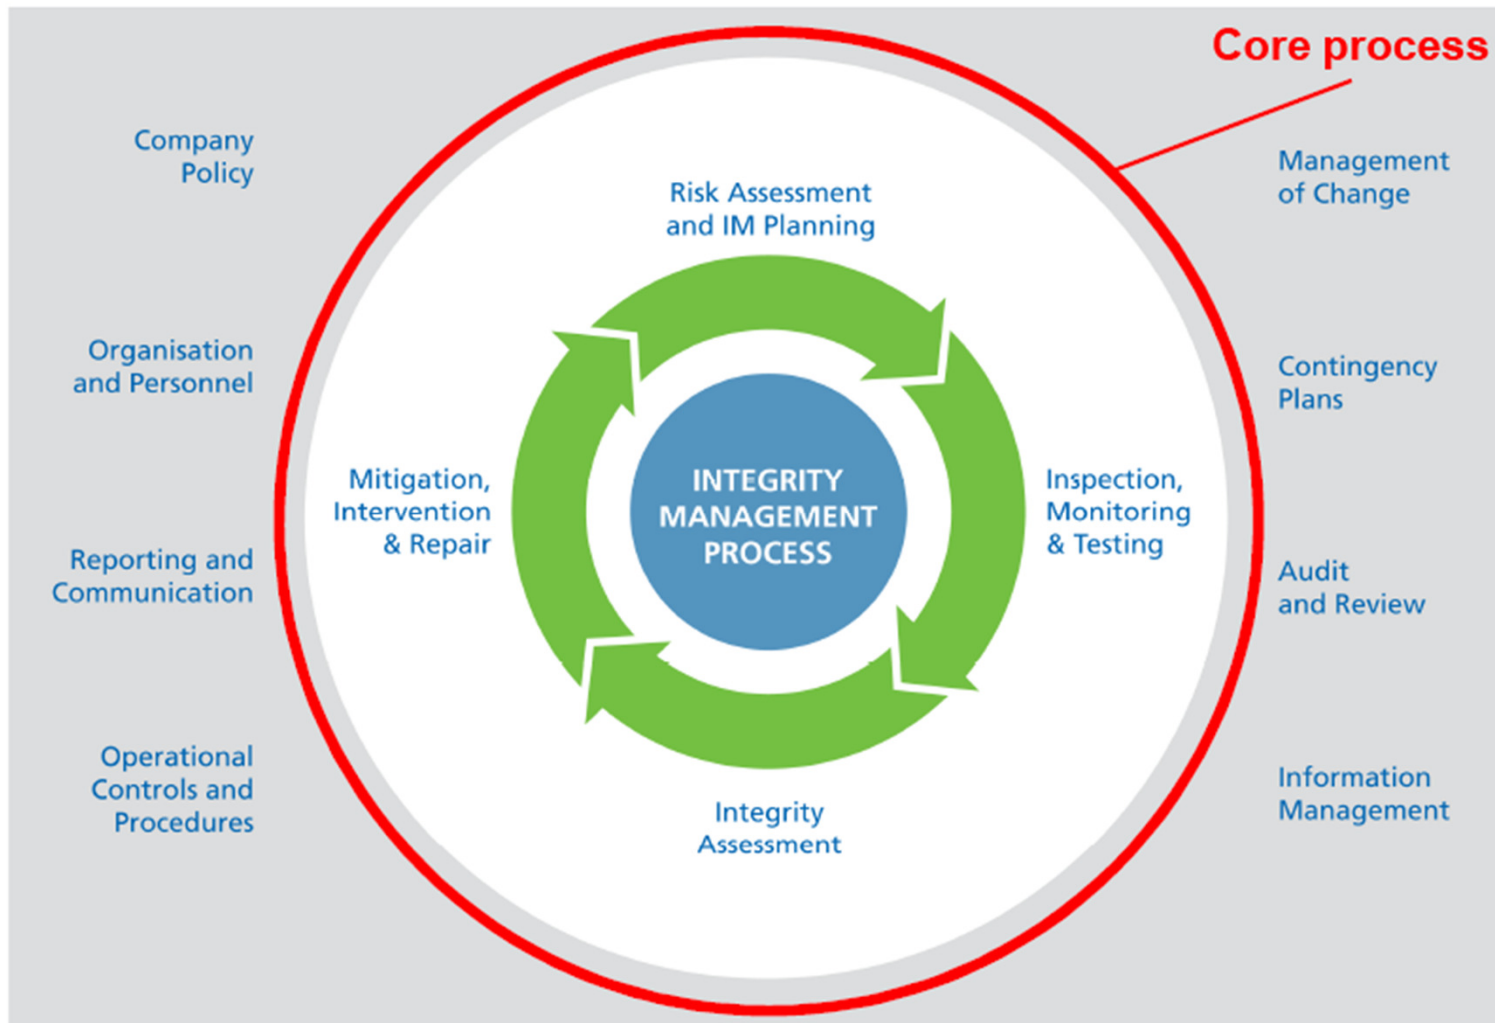 Core process
Company
Policy
Organisation
and Personnel
Reporting and
Communication
Operational
Controls and
Procedures
Risk Assessment
and IM Planning
Mitigation,
Intervention
& Repair
INTEGRITY
MANAGEMENT
PROCESS
Inspection,
Monitoring
& Testing
Integrity
Assessment
Management
of Change
Contingency
Plans
Audit
and Review
Information
Management